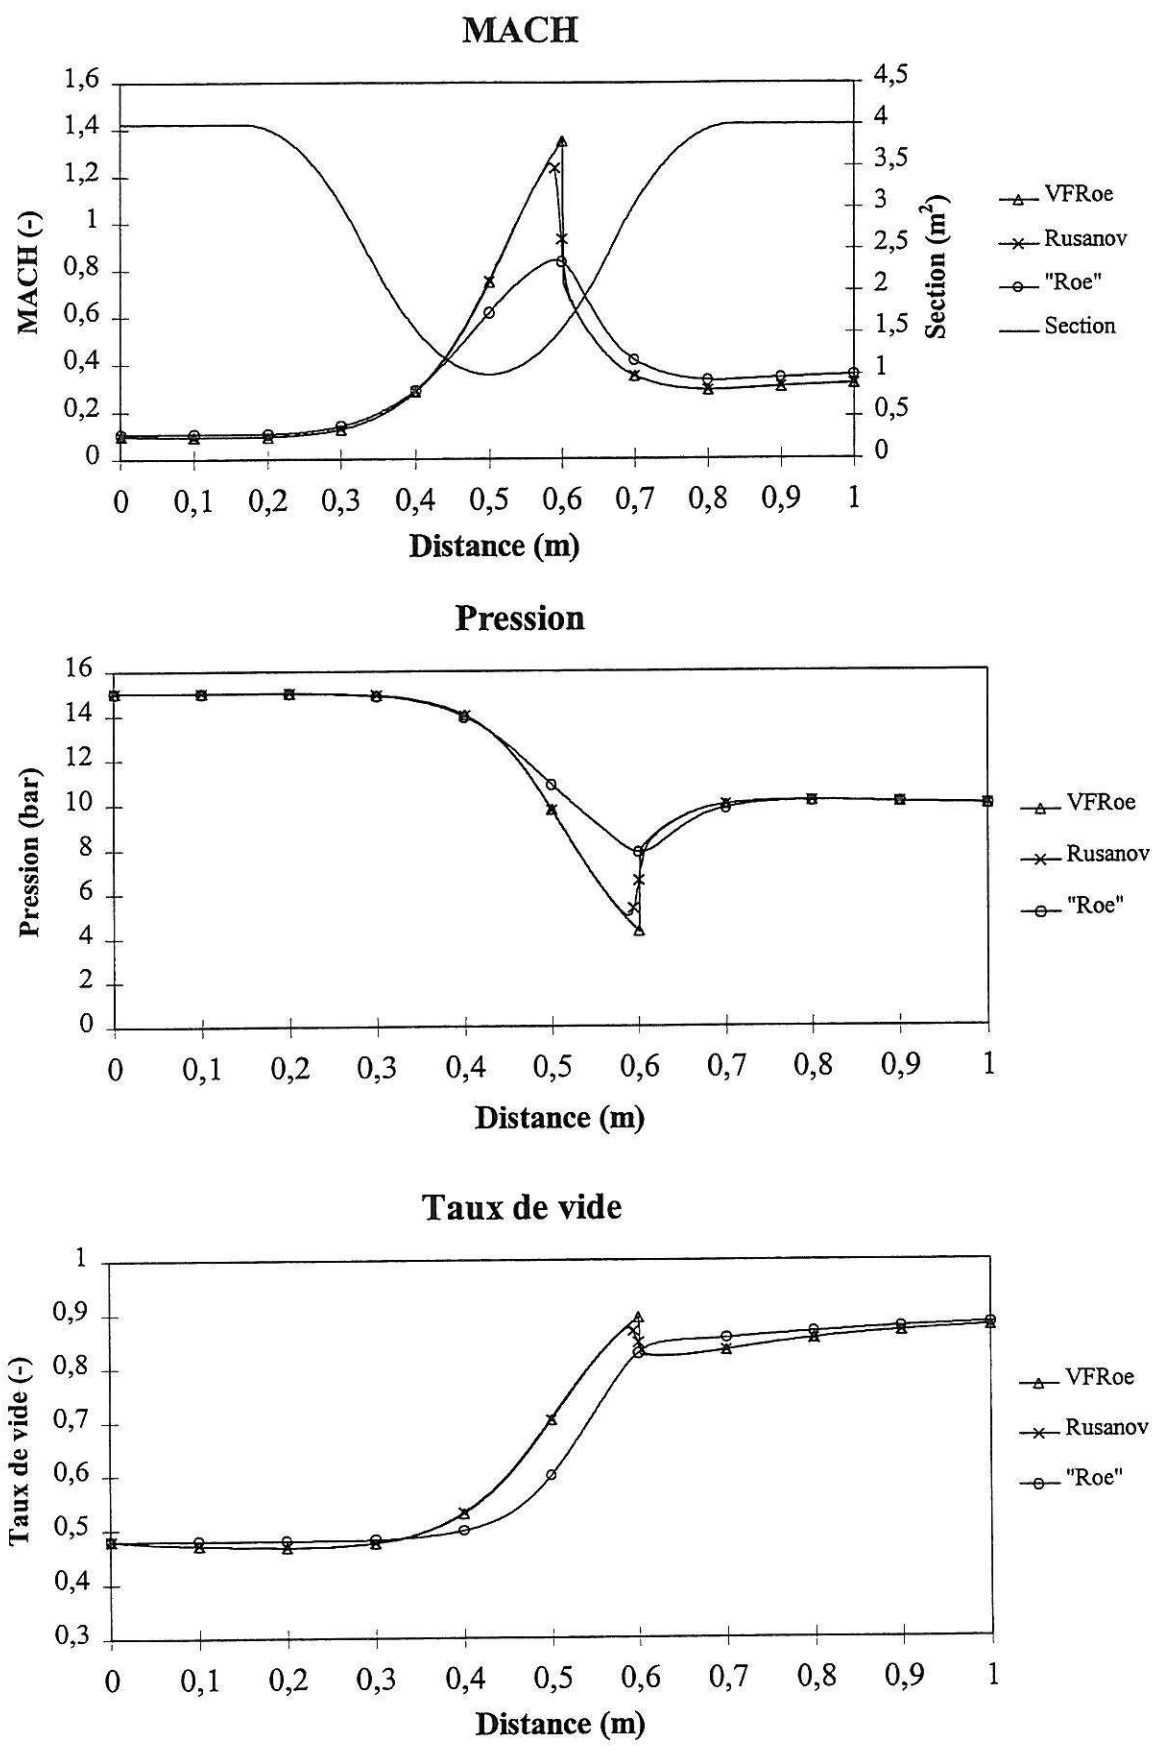 MACH
1,6
1,4
1,2
1
0,8
0,6
0,4
0,2
0
MACH (-)
4,5
4
3,5
3
2,5
2
1,5
1
0,5
0
Section (m²)
VFRoe
Rusanov
"Roe"
Section
0 0,1 0,2 0,3 0,4 0,5 0,6 0,7 0,8 0,9 1
Distance (m)
Pression
16
14
12
10
8
6
4
2
0
Pression (bar)
VFRoe
Rusanov
"Roe"
0 0,1 0,2 0,3 0,4 0,5 0,6 0,7 0,8 0,9 1
Distance (m)
Taux de vide
1
0,9
0,8
0,7
0,6
0,5
0,4
0,3
Taux de vide (-)
VFRoe
Rusanov
"Roe"
0 0,1 0,2 0,3 0,4 0,5 0,6 0,7 0,8 0,9 1
Distance (m)